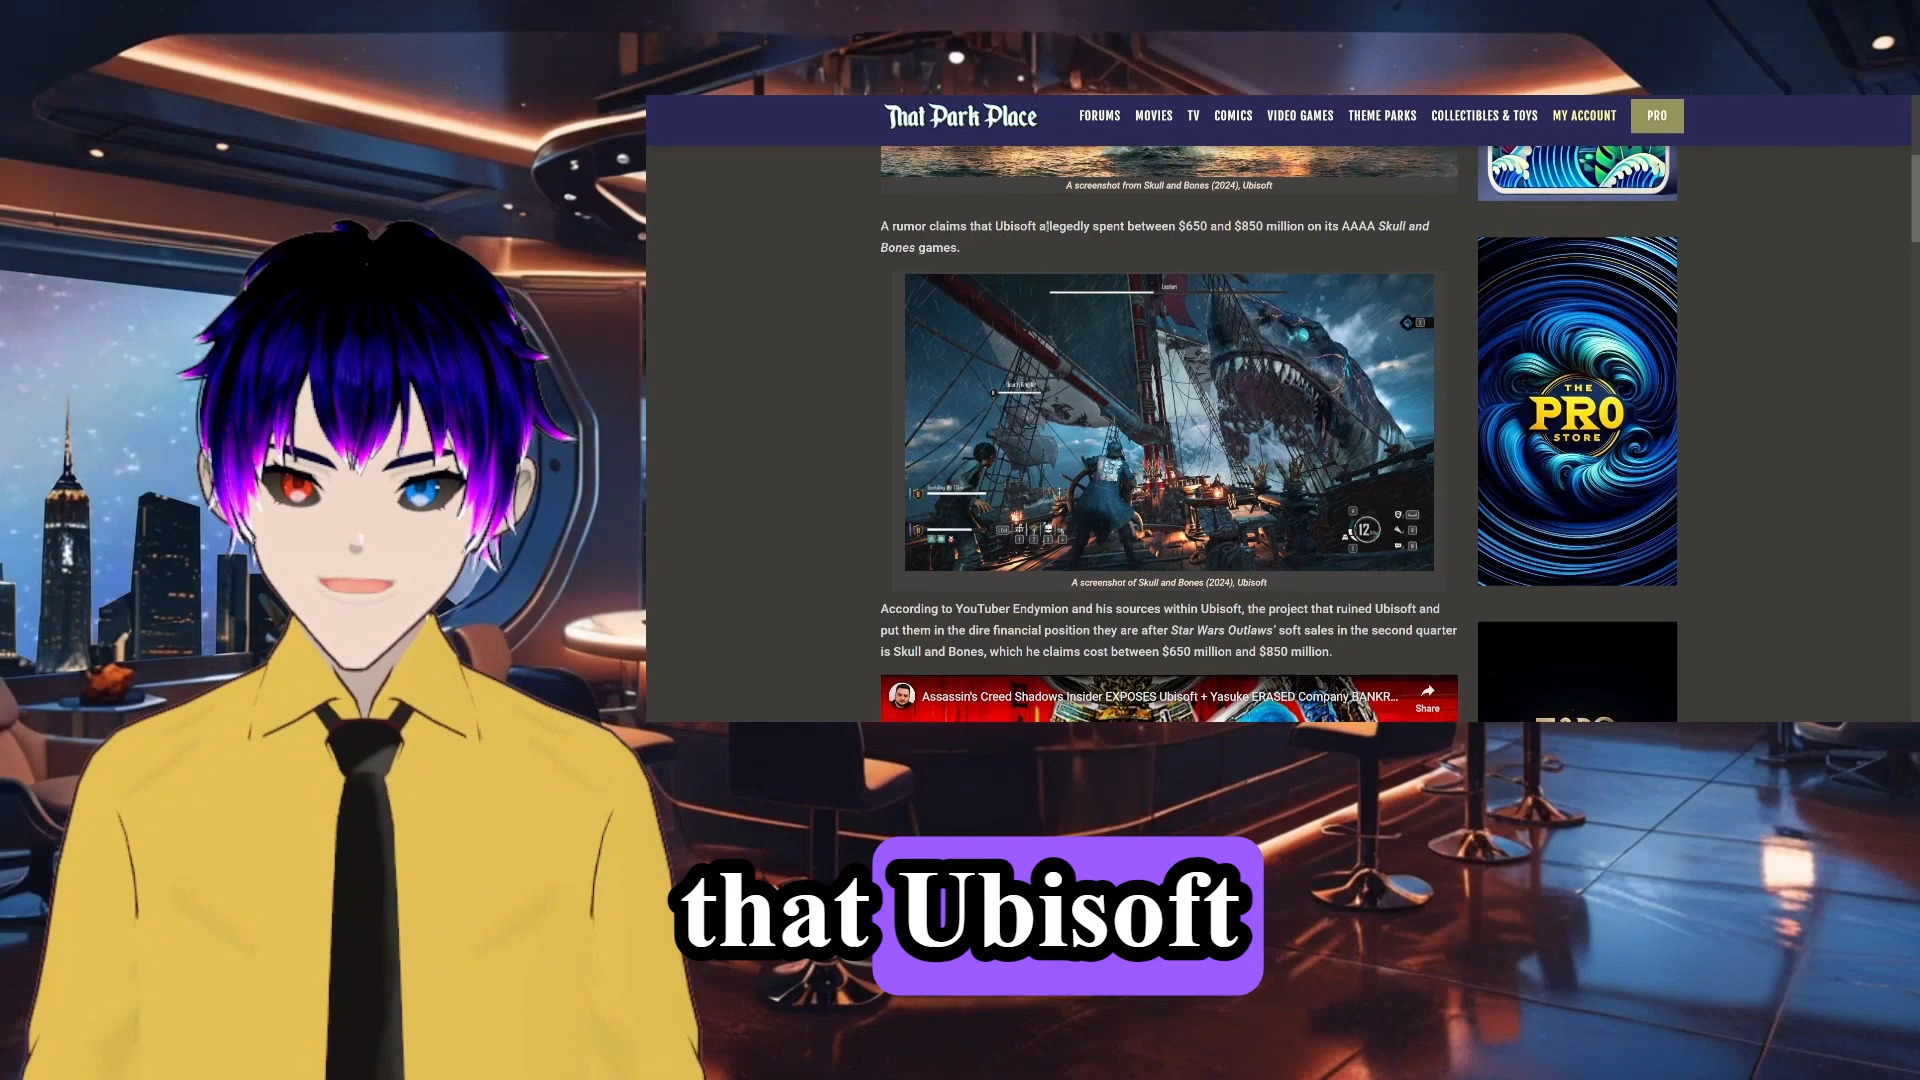 That Park Place
FORUMS MOVIES TV COMICS VIDEO GAMES THEME PARKS COLLECTIBLES & TOYS MY ACCOUNT PRO
A screenshot from Skull and Bones (2024), Ubisoft
A rumor claims that Ubisoft allegedly spent between $650 and $850 million on its AAAA Skull and
Bones games.
Lestari
12
A screenshot of Skull and Bones (2024), Ubisoft
According to YouTuber Endymion and his sources within Ubisoft, the project that ruined Ubisoft and
put them in the dire financial position they are after Star Wars Outlaws' soft sales in the second quarter
is Skull and Bones, which he claims cost between $650 million and $850 million.
Assassin's Creed Shadows Insider EXPOSES Ubisoft + Yasuke ERASED Company BANKR...
Share
THE
PRO
STORE
that Ubisoft